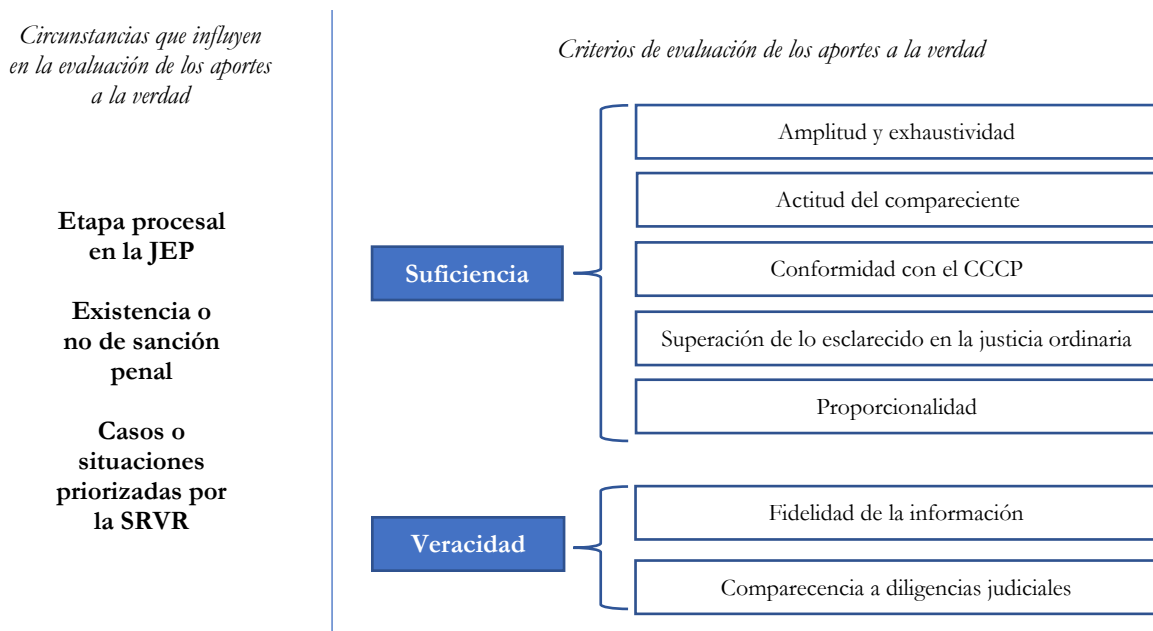 Circunstancias que influyen
en la evaluación de los aportes
a la verdad
Etapa procesal
en la JEP
Existencia o
no de sanción
penal
Casos o
situaciones
priorizadas por
la SRVR
Criterios de evaluación de los aportes a la verdad
Suficiencia
Amplitud y exhaustividad
Actitud del compareciente
Conformidad con el CCCP
Superación de lo esclarecido en la justicia ordinaria
Proporcionalidad
Veracidad
Fidelidad de la información
Comparecencia a diligencias judiciales